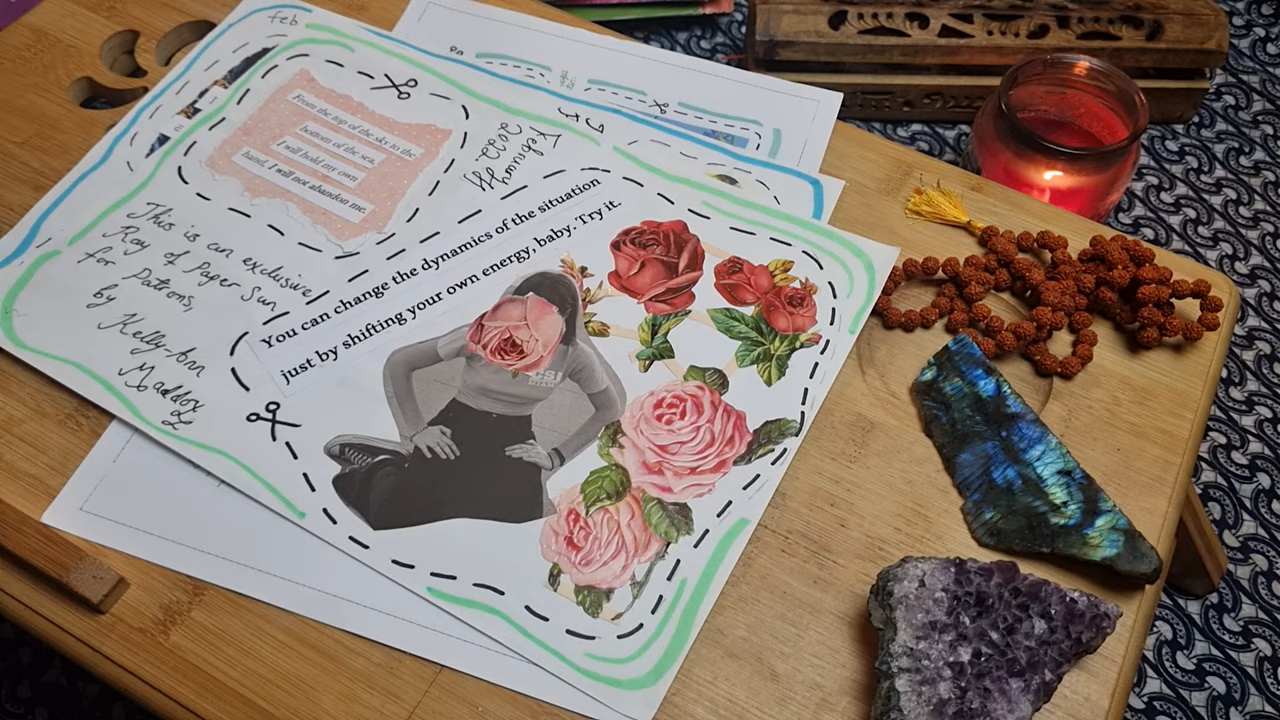 feb
From the top of the sky to the
bottom of the sea,
I will hold my own
hand. I will not abandon me.
February
2022
This is an exclusive
Ray of Paper Sun
for Patrons,
by Kelly-Ann
Maddox
You can change the dynamics of the situation
just by shifting your own energy, baby. Try it.
CSI
MIAMI